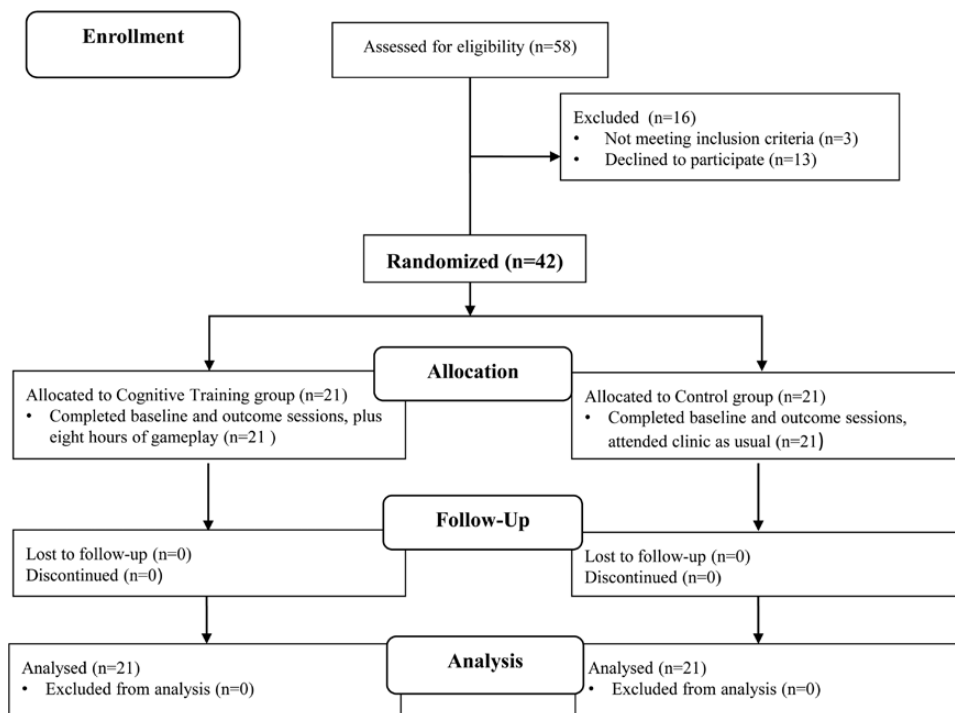 Enrollment
Assessed for eligibility (n=58)
Excluded  (n=16)
• Not meeting inclusion criteria (n=3)
• Declined to participate (n=13)
Randomized (n=42)
Allocation
Allocated to Cognitive Training group (n=21)
• Completed baseline and outcome sessions, plus
eight hours of gameplay (n=21 )
Allocated to Control group (n=21)
• Completed baseline and outcome sessions,
attended clinic as usual (n=21)
Follow-Up
Lost to follow-up (n=0)
Discontinued (n=0)
Lost to follow-up (n=0)
Discontinued (n=0)
Analysis
Analysed (n=21)
• Excluded from analysis (n=0)
Analysed (n=21)
• Excluded from analysis (n=0)